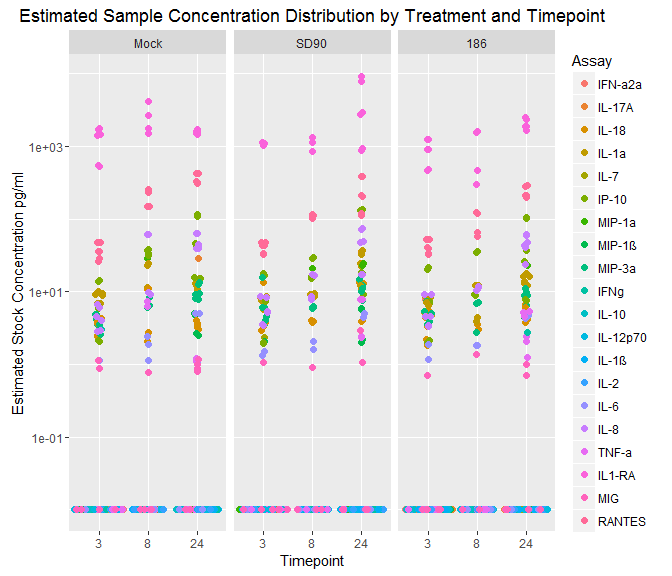 Estimated Sample Concentration Distribution by Treatment and Timepoint
Mock SD90 186
Estimated Stock Concentration pg/ml
1e+03
1e+01
1e-01
3 8 24 3 8 24 3 8 24
Timepoint
Assay
IFN-a2a
IL-17A
IL-18
IL-1a
IL-7
IP-10
MIP-1a
MIP-1ß
MIP-3a
IFNg
IL-10
IL-12p70
IL-1ß
IL-2
IL-6
IL-8
TNF-a
IL1-RA
MIG
RANTES